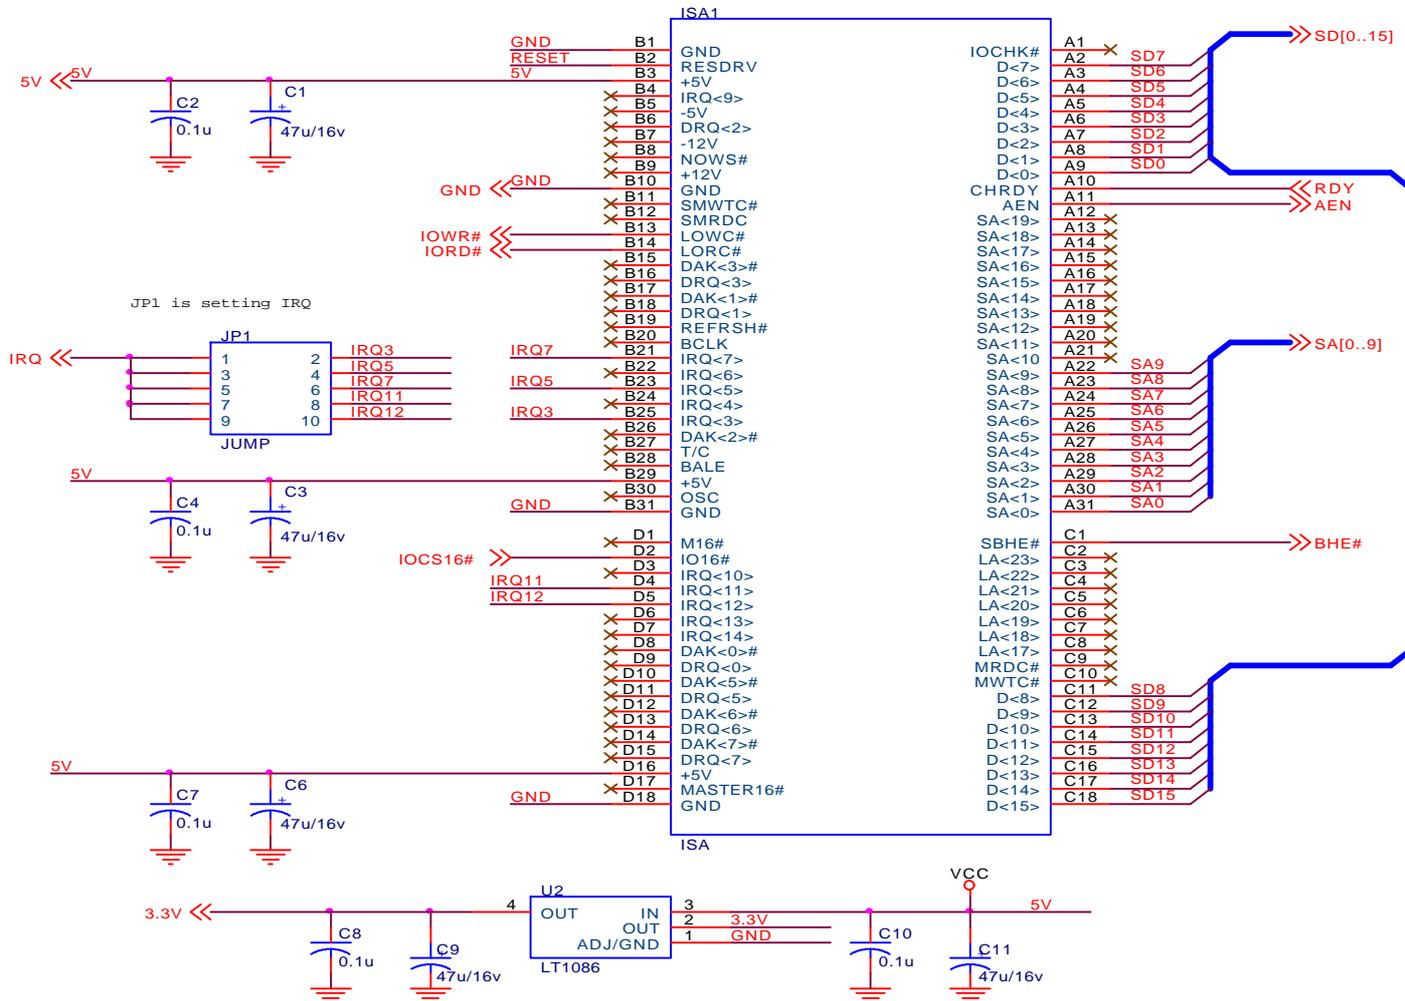 ISA1
GND B1 GND IOCHK# A1 SD[0..15]
RESET B2 RESDRV D<7> A2 SD7
5V 5V 5V B3 +5V D<6> A3 SD6
B4 IRQ<9> D<5> A4 SD5
C2 C1 B5 -5V D<4> A5 SD4
+ B6 DRQ<2> D<3> A6 SD3
0.1u 47u/16v B7 -12V D<2> A7 SD2
B8 NOWS# D<1> A8 SD1
B9 +12V D<0> A9 SD0
GND GND B10 GND CHRDY A10 RDY
B11 SMWTC# AEN A11 AEN
B12 SMRDC SA<19> A12
IOWR# B13 LOWC# SA<18> A13
IORD# B14 LORC# SA<17> A14
B15 DAK<3># SA<16> A15
B16 DRQ<3> SA<15> A16
B17 DAK<1># SA<14> A17
JP1 is setting IRQ
B18 DRQ<1> SA<13> A18
B19 REFRSH# SA<12> A19
JP1 B20 BCLK SA<11> A20
IRQ 1 2 IRQ3 IRQ7 B21 IRQ<7> SA<10 A21
3 4 IRQ5 B22 IRQ<6> SA<9> A22 SA9 SA[0..9]
5 6 IRQ7 IRQ5 B23 IRQ<5> SA<8> A23 SA8
7 8 IRQ11 B24 IRQ<4> SA<7> A24 SA7
9 10 IRQ12 IRQ3 B25 IRQ<3> SA<6> A25 SA6
JUMP B26 DAK<2># SA<5> A26 SA5
B27 T/C SA<4> A27 SA4
B28 BALE SA<3> A28 SA3
5V B29 +5V SA<2> A29 SA2
C4 C3 B30 OSC SA<1> A30 SA1
+ GND B31 GND SA<0> A31 SA0
0.1u 47u/16v
D1 M16# SBHE# C1 BHE#
IOCS16# D2 IO16# LA<23> C2
D3 IRQ<10> LA<22> C3
IRQ11 D4 IRQ<11> LA<21> C4
IRQ12 D5 IRQ<12> LA<20> C5
D6 IRQ<13> LA<19> C6
D7 IRQ<14> LA<18> C7
D8 DAK<0># LA<17> C8
D9 DRQ<0> MRDC# C9
D10 DAK<5># MWTC# C10
D11 DRQ<5> D<8> C11 SD8
D12 DAK<6># D<9> C12 SD9
D13 DRQ<6> D<10> C13 SD10
D14 DAK<7># D<11> C14 SD11
D15 DRQ<7> D<12> C15 SD12
5V D16 +5V D<13> C16 SD13
C7 C6 D17 MASTER16# D<14> C17 SD14
+ GND D18 GND D<15> C18 SD15
0.1u 47u/16v
ISA
VCC
U2
3.3V 4 OUT IN 3 5V
OUT 2 3.3V
C8 C9 ADJ/GND 1 GND C10 C11
+ +
0.1u 47u/16v LT1086 0.1u 47u/16v